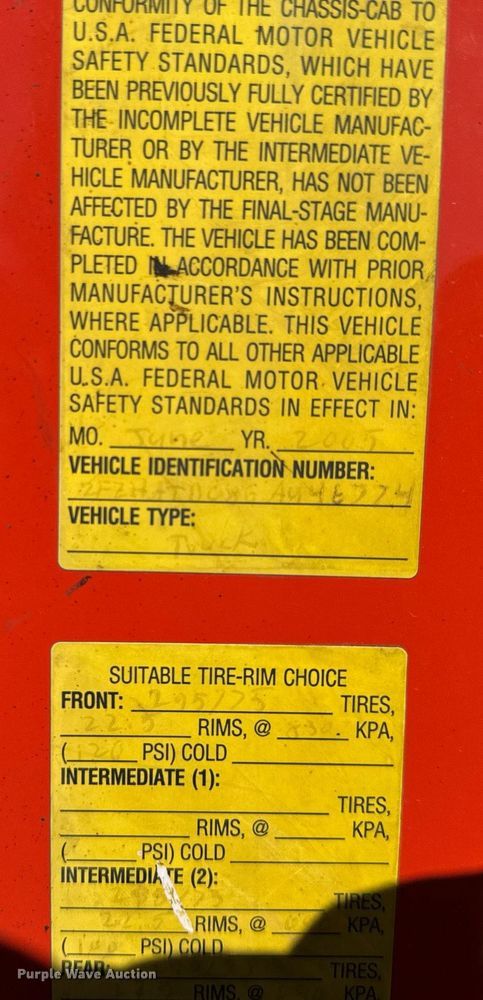 CONFORMITY OF THE CHASSIS-CAB TO
U.S.A. FEDERAL MOTOR VEHICLE
SAFETY STANDARDS, WHICH HAVE
BEEN PREVIOUSLY FULLY CERTIFIED BY
THE INCOMPLETE VEHICLE MANUFAC-
TURER OR BY THE INTERMEDIATE VE-
HICLE MANUFACTURER, HAS NOT BEEN
AFFECTED BY THE FINAL-STAGE MANU-
FACTURE. THE VEHICLE HAS BEEN COM-
PLETED IN ACCORDANCE WITH PRIOR
MANUFACTURER'S INSTRUCTIONS,
WHERE APPLICABLE. THIS VEHICLE
CONFORMS TO ALL OTHER APPLICABLE
U.S.A. FEDERAL MOTOR VEHICLE
SAFETY STANDARDS IN EFFECT IN:
MO. June YR. 2005
VEHICLE IDENTIFICATION NUMBER:
VEHICLE TYPE:
Truck
SUITABLE TIRE-RIM CHOICE
FRONT: 295/75 TIRES,
22.5 RIMS, @ KPA,
(120 PSI) COLD
INTERMEDIATE (1):
TIRES,
RIMS, @ KPA,
( PSI) COLD
INTERMEDIATE (2):
TIRES,
22.5 RIMS, @ KPA,
( PSI) COLD
REAR: TIRES,
RIMS, @ KPA,
Purple Wave Auction